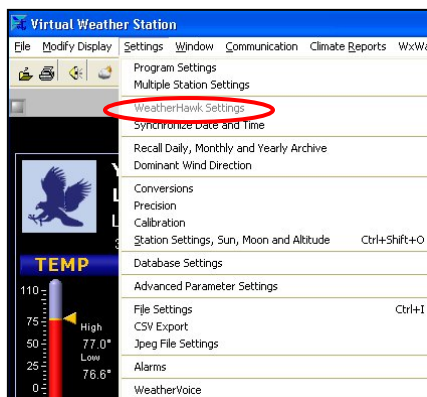 Virtual Weather Station
File Modify Display Settings Window Communication Climate Reports WxWa
Program Settings
Multiple Station Settings
WeatherHawk Settings
Synchronize Date and Time
Recall Daily, Monthly and Yearly Archive
Dominant Wind Direction
Conversions
Precision
Calibration
Station Settings, Sun, Moon and Altitude Ctrl+Shift+O
Database Settings
Advanced Parameter Settings
File Settings Ctrl+I
CSV Export
Jpeg File Settings
Alarms
WeatherVoice
TEMP
110
75
High
50
77.0°
Low
25
76.6°
0